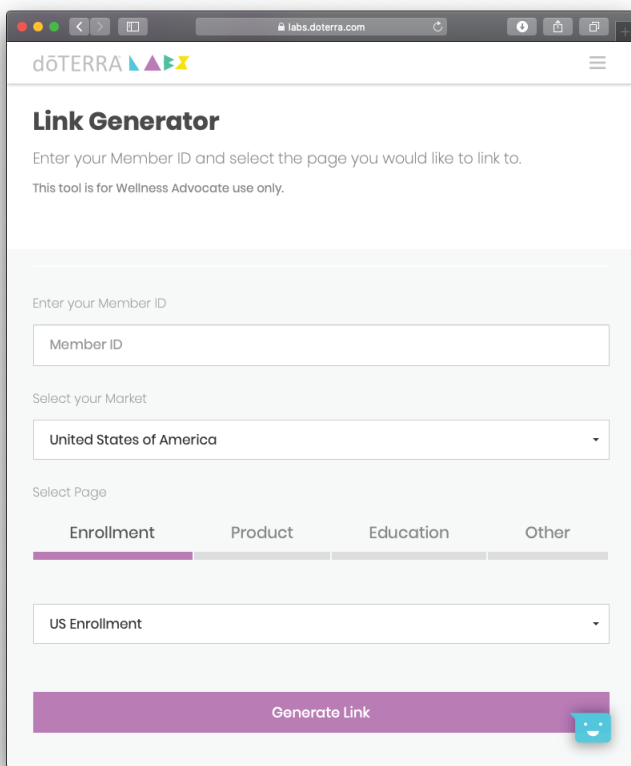 labs.doterra.com
dōTERRA LABS
Link Generator
Enter your Member ID and select the page you would like to link to.
This tool is for Wellness Advocate use only.
Enter your Member ID
Member ID
Select your Market
United States of America
Select Page
Enrollment Product Education Other
US Enrollment
Generate Link